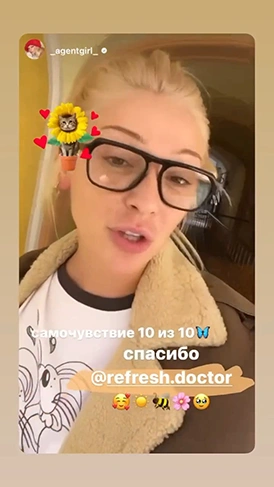 _agentgirl_
самочувствие 10 из 10🦋
спасибо
@refresh.doctor
🥰☀️🐝🌸🥹